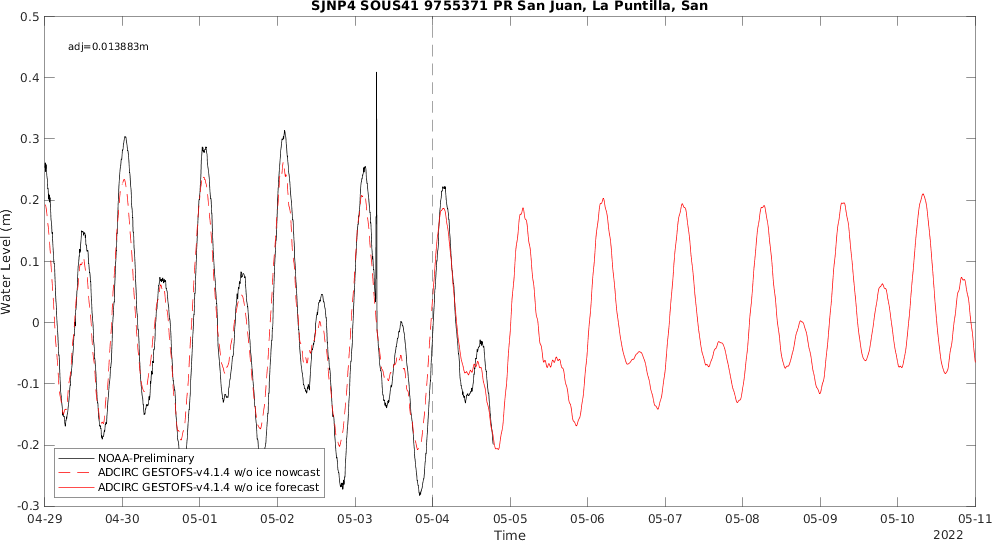 SJNP4 SOUS41 9755371 PR San Juan, La Puntilla, San
adj=0.013883m
0.5
0.4
0.3
0.2
0.1
0
-0.1
-0.2
-0.3
Water Level (m)
NOAA-Preliminary
ADCIRC GESTOFS-v4.1.4 w/o ice nowcast
ADCIRC GESTOFS-v4.1.4 w/o ice forecast
04-29 04-30 05-01 05-02 05-03 05-04 05-05 05-06 05-07 05-08 05-09 05-10 05-11
Time
2022